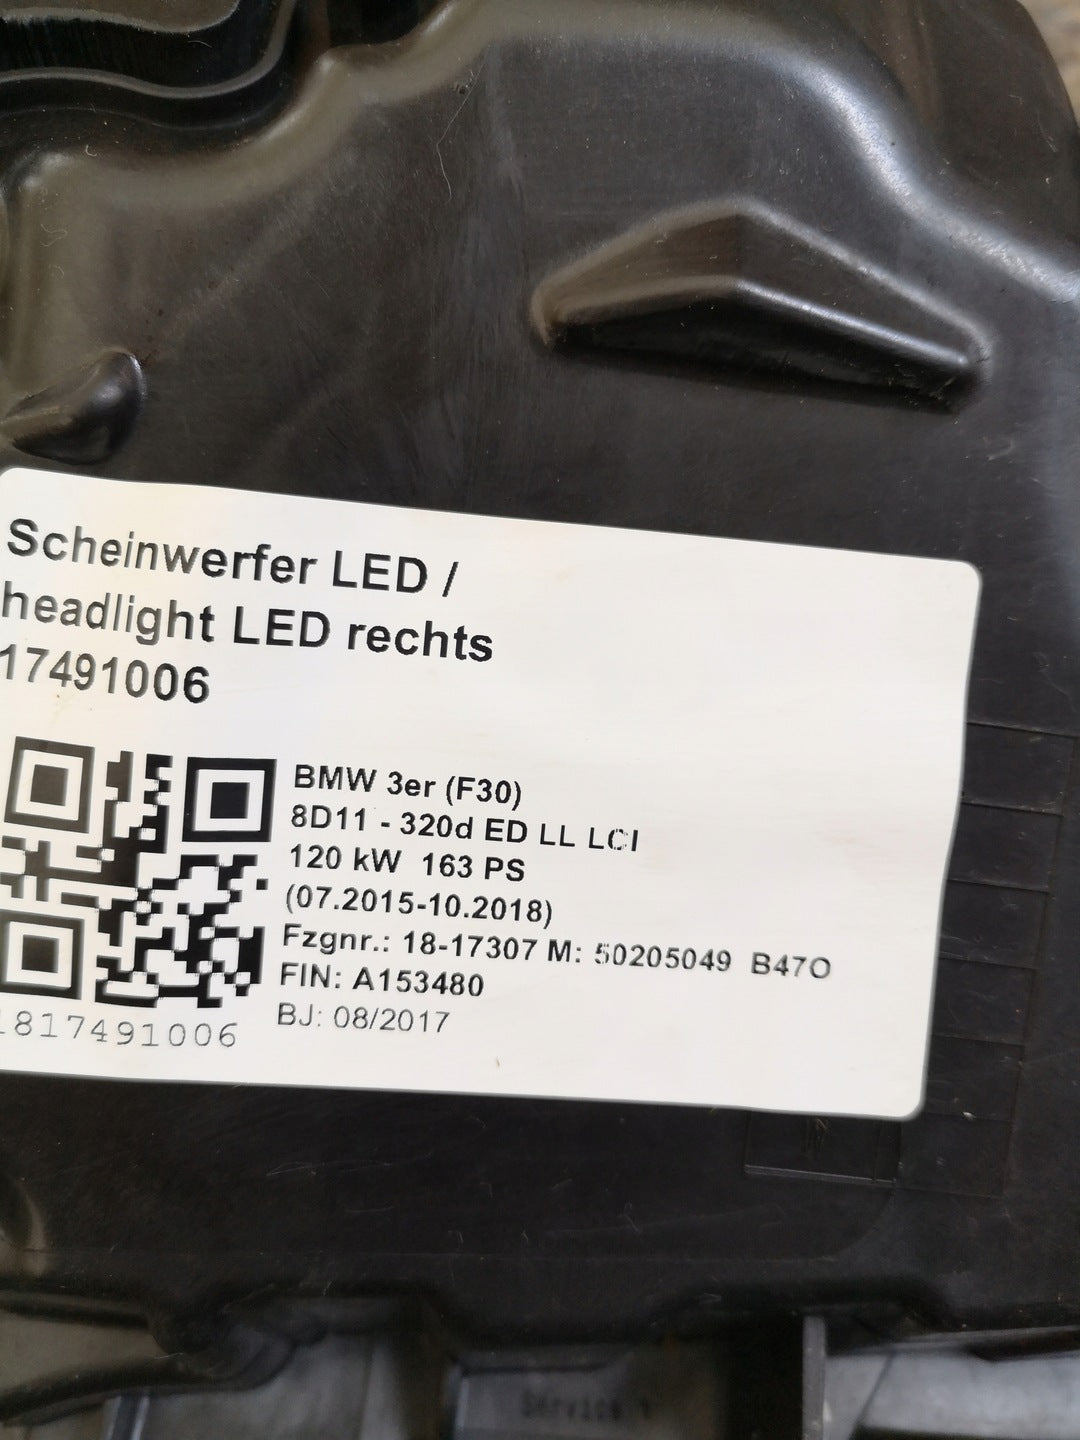 Scheinwerfer LED /
headlight LED rechts
17491006
BMW 3er (F30)
8D11 - 320d ED LL LCI
120 kW 163 PS
(07.2015-10.2018)
Fzgnr.: 18-17307 M: 50205049 B47O
FIN: A153480
BJ: 08/2017
1817491006